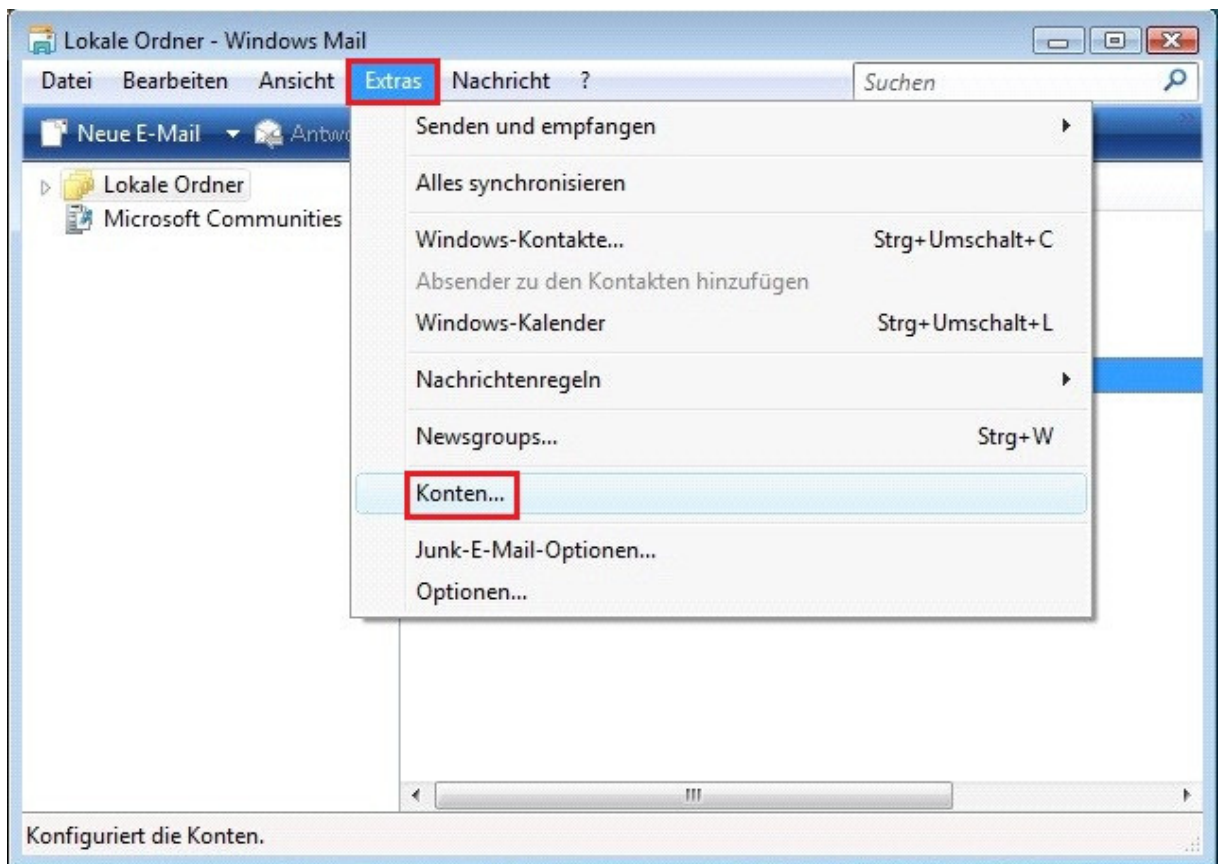 Lokale Ordner - Windows Mail
Datei Bearbeiten Ansicht Extras Nachricht ? Suchen
Neue E-Mail Antwo
Senden und empfangen
Lokale Ordner
Alles synchronisieren
Microsoft Communities
Windows-Kontakte... Strg+Umschalt+C
Absender zu den Kontakten hinzufügen
Windows-Kalender Strg+Umschalt+L
Nachrichtenregeln
Newsgroups... Strg+W
Konten...
Junk-E-Mail-Optionen...
Optionen...
Konfiguriert die Konten.